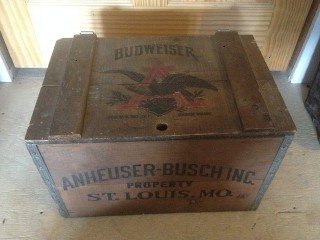 BUDWEISER
ANHEUSER-BUSCH INC.
PROPERTY
ST. LOUIS, MO.